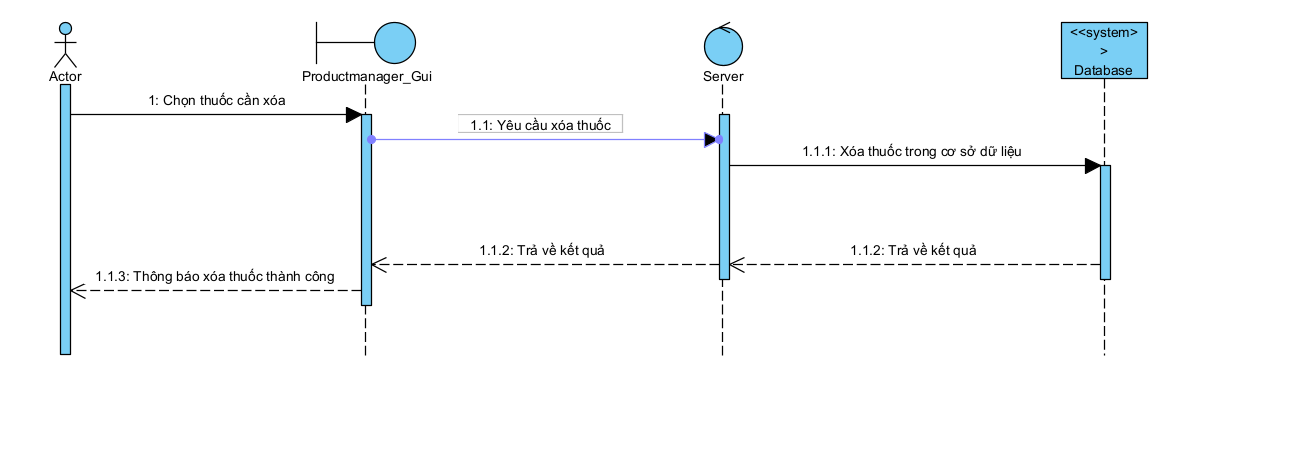 <<system>
>
Database
Actor
Productmanager_Gui
Server
1: Chọn thuốc cần xóa
1.1: Yêu cầu xóa thuốc
1.1.1: Xóa thuốc trong cơ sở dữ liệu
1.1.2: Trả về kết quả
1.1.2: Trả về kết quả
1.1.3: Thông báo xóa thuốc thành công